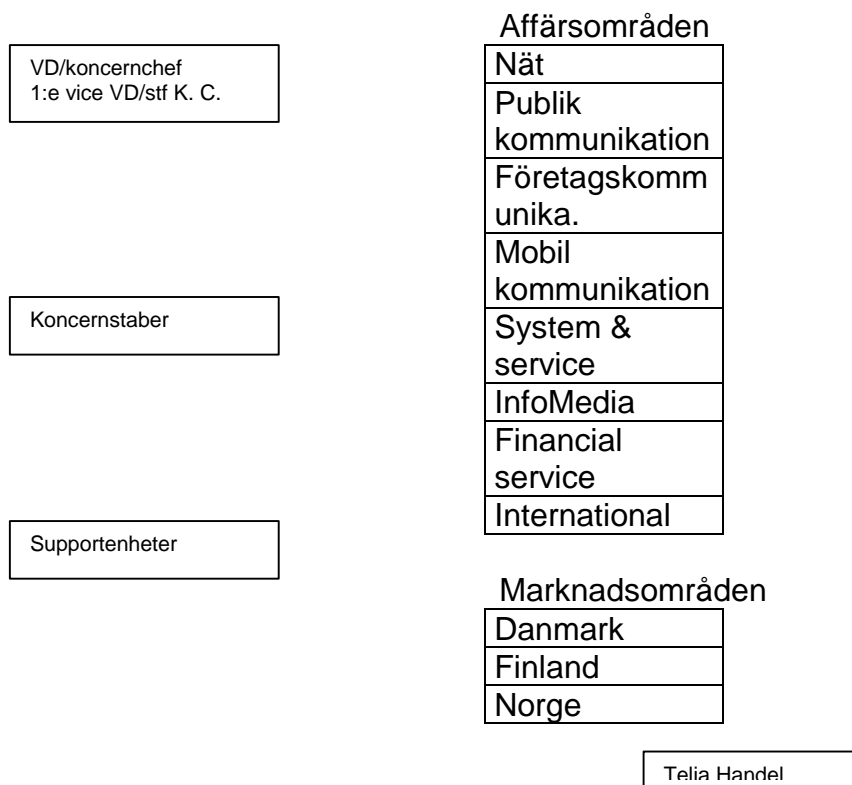 VD/koncernchef
1:e vice VD/stf K. C.
Koncernstaber
Supportenheter
Affärsområden
Nät
Publik
kommunikation
Företagskomm
unika.
Mobil
kommunikation
System &
service
InfoMedia
Financial
service
International
Marknadsområden
Danmark
Finland
Norge
Telia Handel